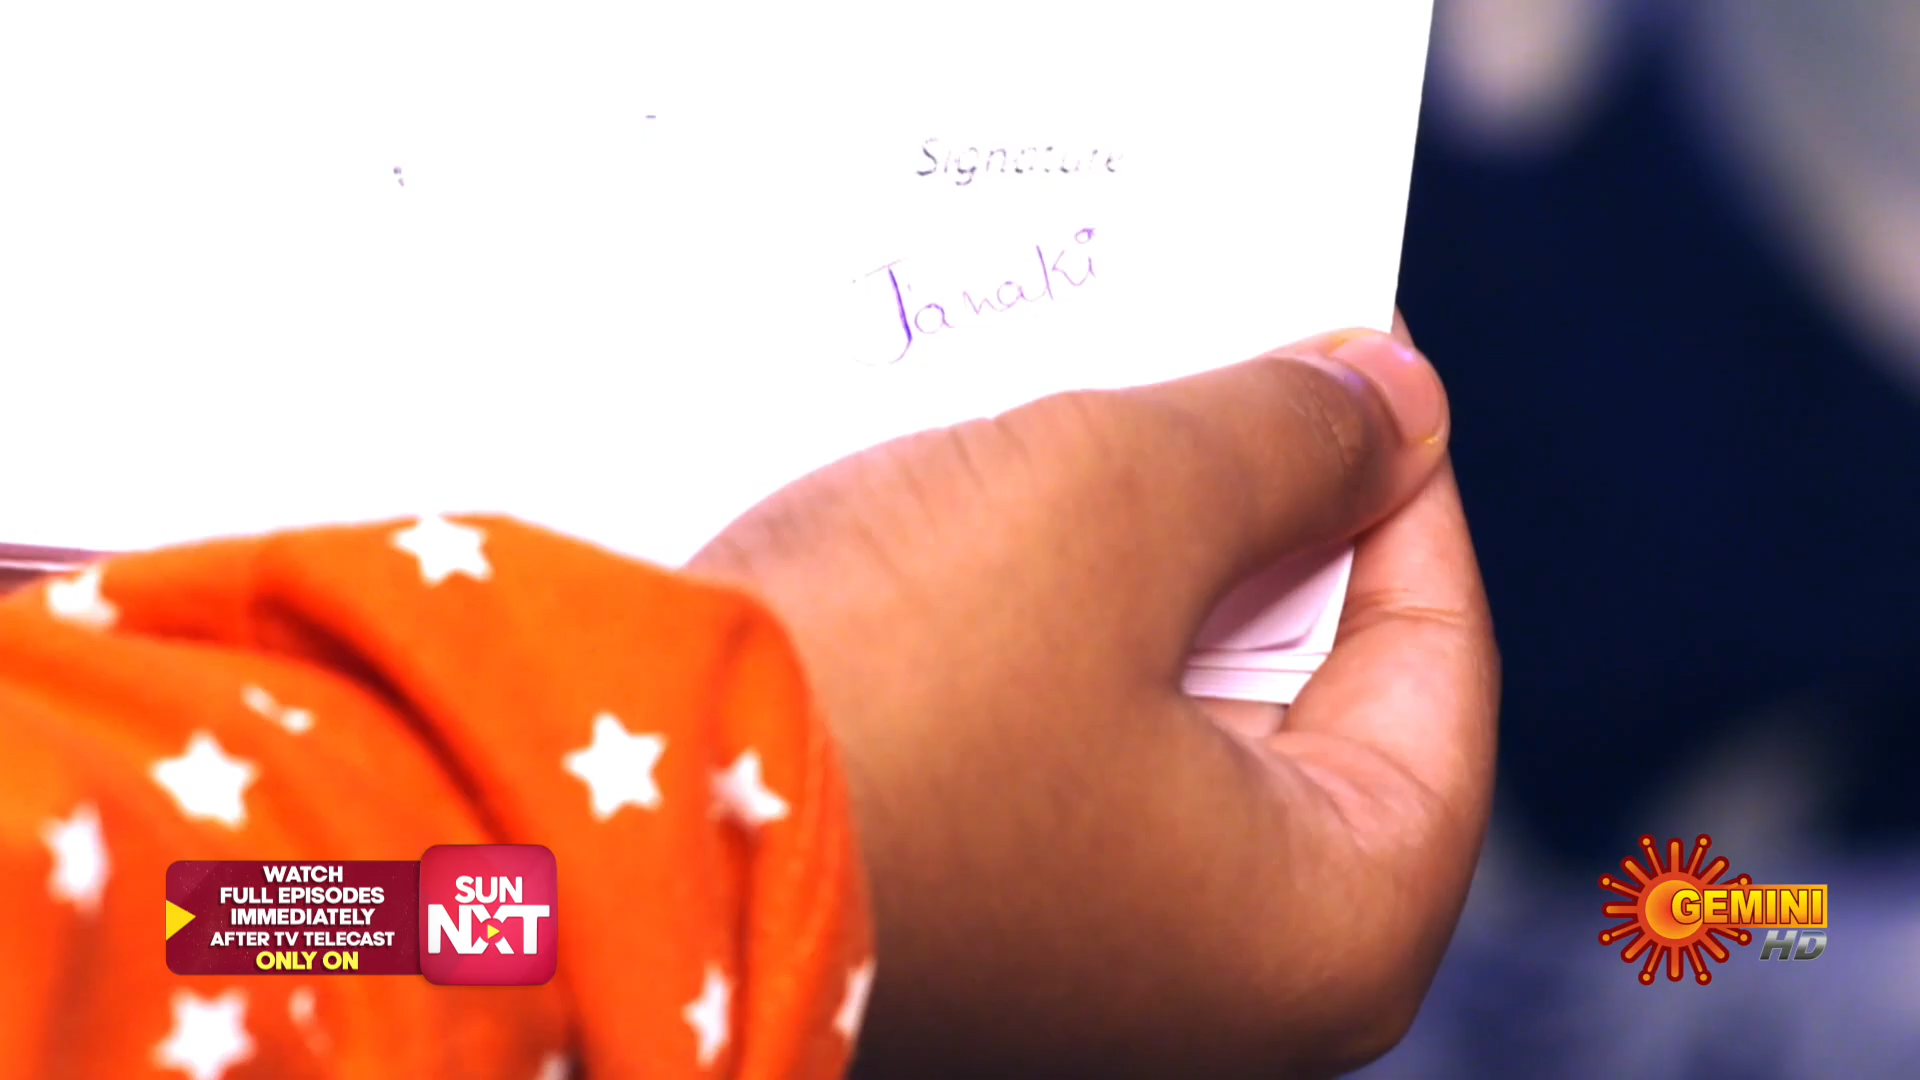 Signature
Janaki
WATCH
FULL EPISODES
IMMEDIATELY
AFTER TV TELECAST
ONLY ON
SUN
NXT
GEMINI
HD